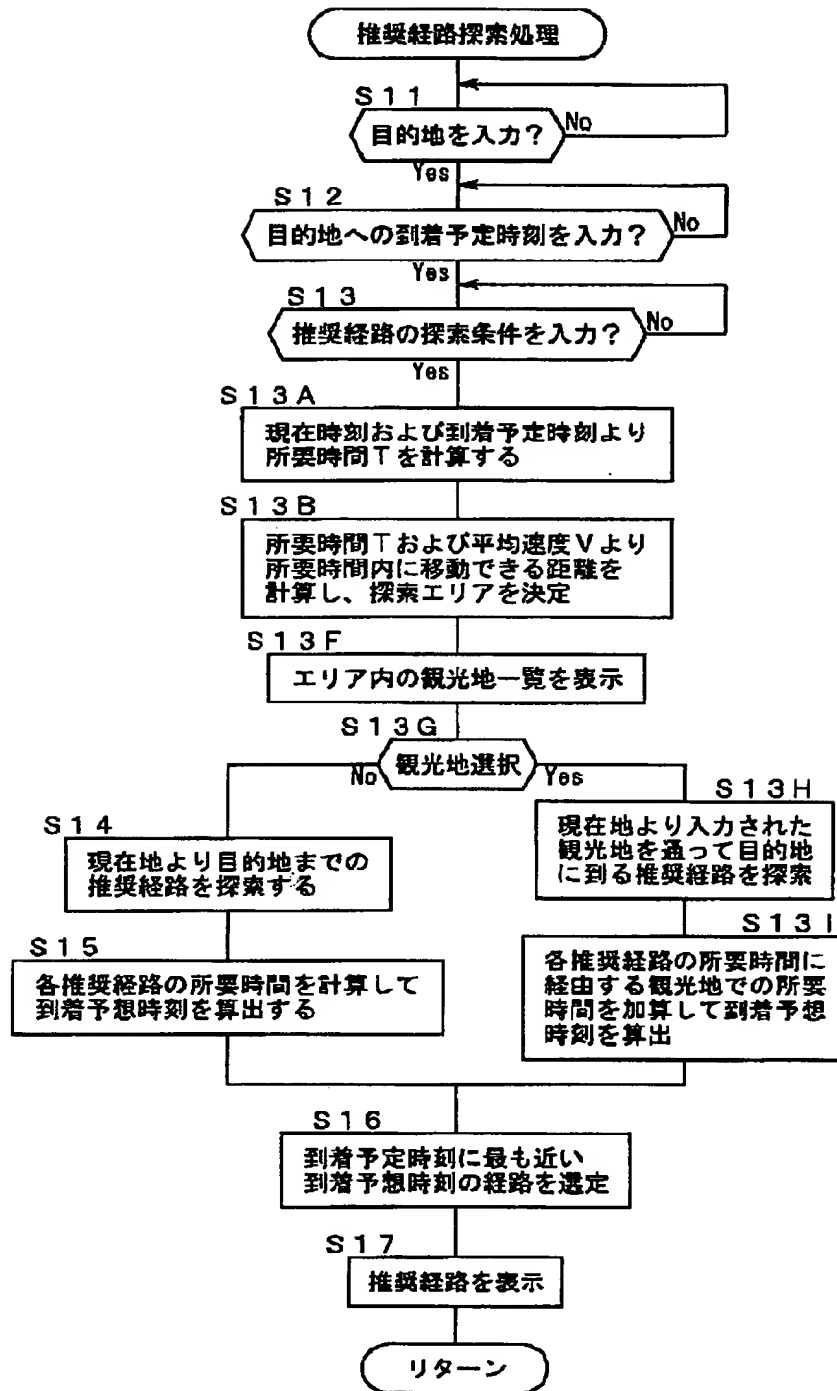 推奨経路探索処理
S11
目的地を入力?
No
Yes
S12
目的地への到着予定時刻を入力?
No
Yes
S13
推奨経路の探索条件を入力?
No
Yes
S13A
現在時刻および到着予定時刻より
所要時間Tを計算する
S13B
所要時間Tおよび平均速度Vより
所要時間内に移動できる距離を
計算し、探索エリアを決定
S13F
エリア内の観光地一覧を表示
S13G
観光地選択
No
Yes
S14
現在地より目的地までの
推奨経路を探索する
S15
各推奨経路の所要時間を計算して
到着予想時刻を算出する
S13H
現在地より入力された
観光地を通って目的地
に到る推奨経路を探索
S13I
各推奨経路の所要時間に
経由する観光地での所要
時間を加算して到着予想
時刻を算出
S16
到着予定時刻に最も近い
到着予想時刻の経路を選定
S17
推奨経路を表示
リターン